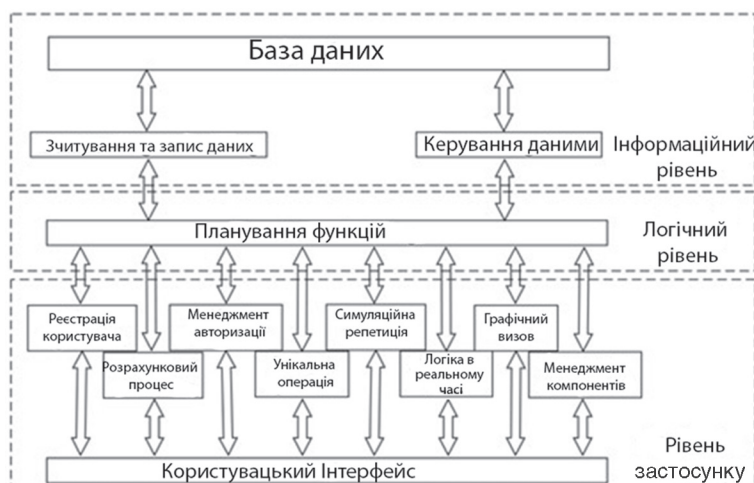 База даних
Зчитування та запис даних
Керування даними
Інформаційний
рівень
Планування функцій
Логічний
рівень
Реєстрація
користувача
Розрахунковий
процес
Менеджмент
авторизації
Унікальна
операція
Симуляційна
репетиція
Логіка в
реальному
часі
Графічний
визов
Менеджмент
компонентів
Користувацький Інтерфейс
Рівень
застосунку